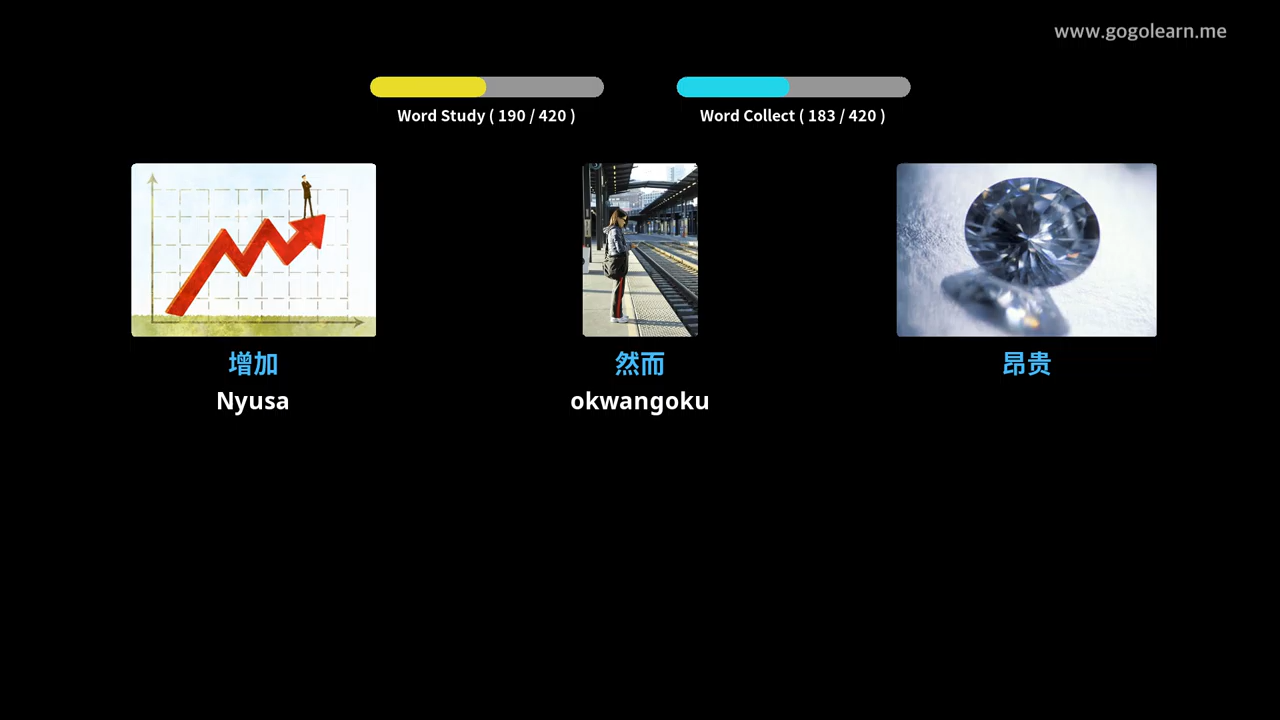 www.gogolearn.me
Word Study ( 190 / 420 )
Word Collect ( 183 / 420 )
增加
然而
昂贵
Nyusa
okwangoku